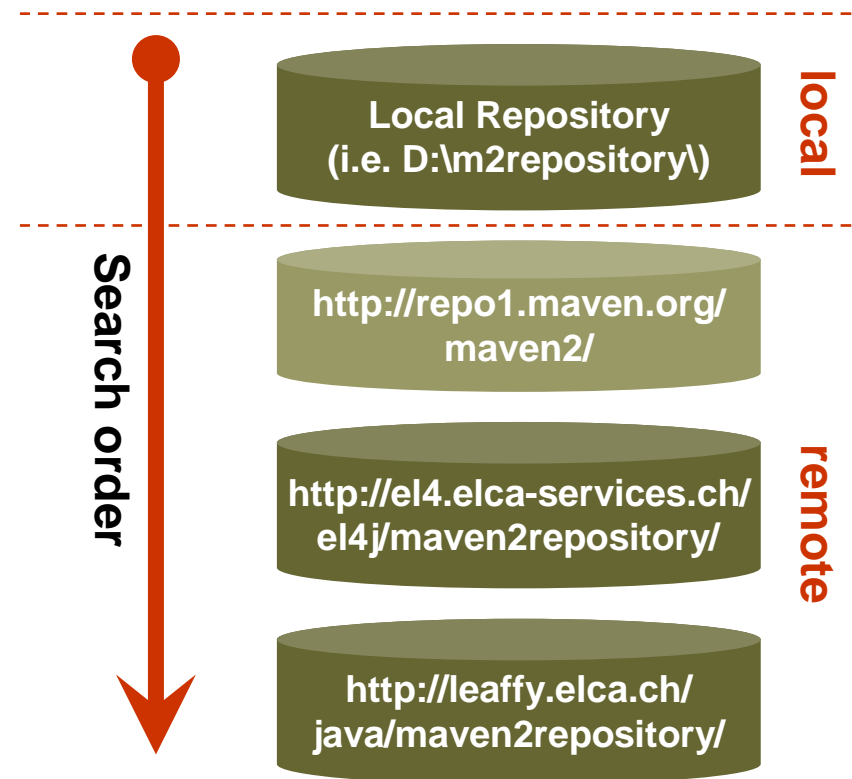 Local Repository
(i.e. D:\m2repository\)
local
Search order
http://repo1.maven.org/
maven2/
http://el4.elca-services.ch/
el4j/maven2repository/
remote
http://leaffy.elca.ch/
java/maven2repository/